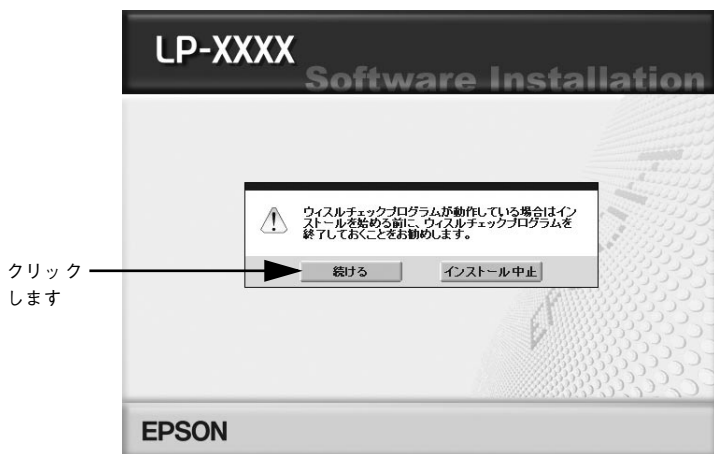 LP-XXXX
Software Installation
ウィスルチェックプログラムが動作している場合はイン
ストールを始める前に、ウィスルチェックプログラムを
終了しておくことをお勧めします。
クリック
します
続ける
インストール中止
EPSON